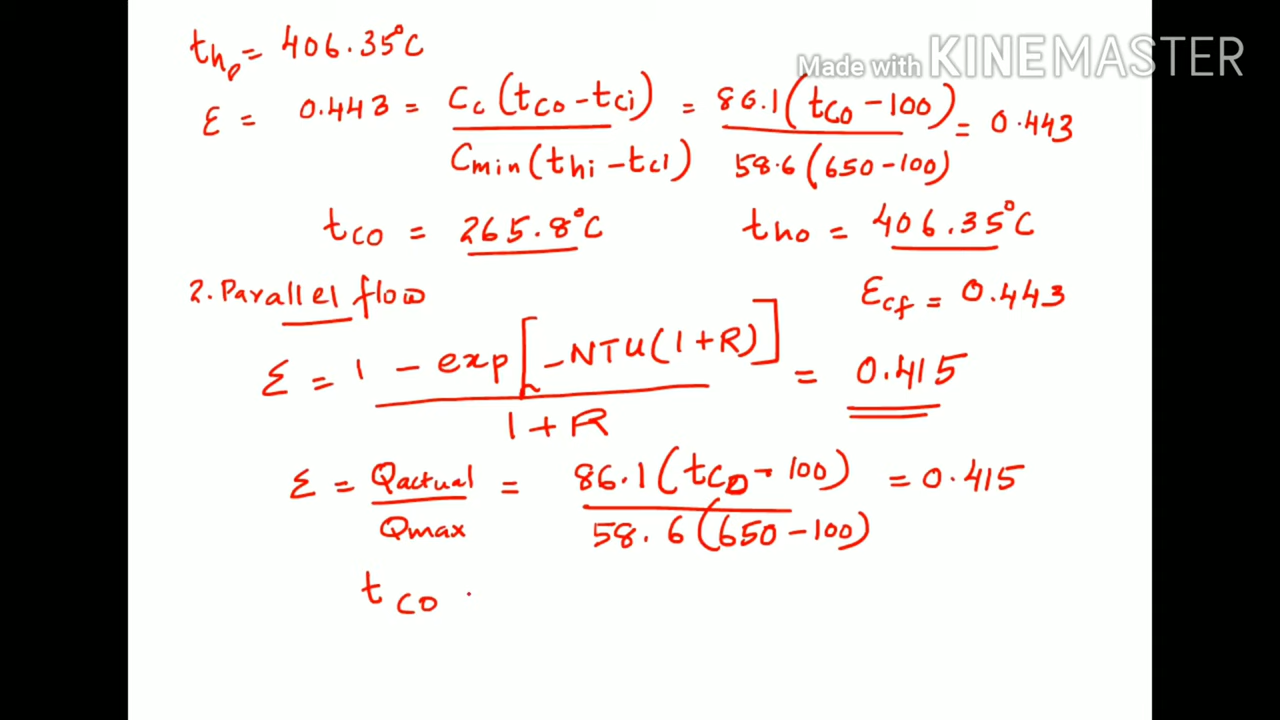 tho = 406.35°C
Made with KINEMASTER
ε = 0.443 = Cc (tco - tci) / Cmin (thi - tci) = 86.1 (tco - 100) / 58.6 (650 - 100) = 0.443
tco = 265.8°C tho = 406.35°C
2. Parallel flow εcf = 0.443
ε = 1 - exp[-NTU(1+R)] / 1+R = 0.415
ε = Qactual / Qmax = 86.1 (tco - 100) / 58.6 (650 - 100) = 0.415
tco